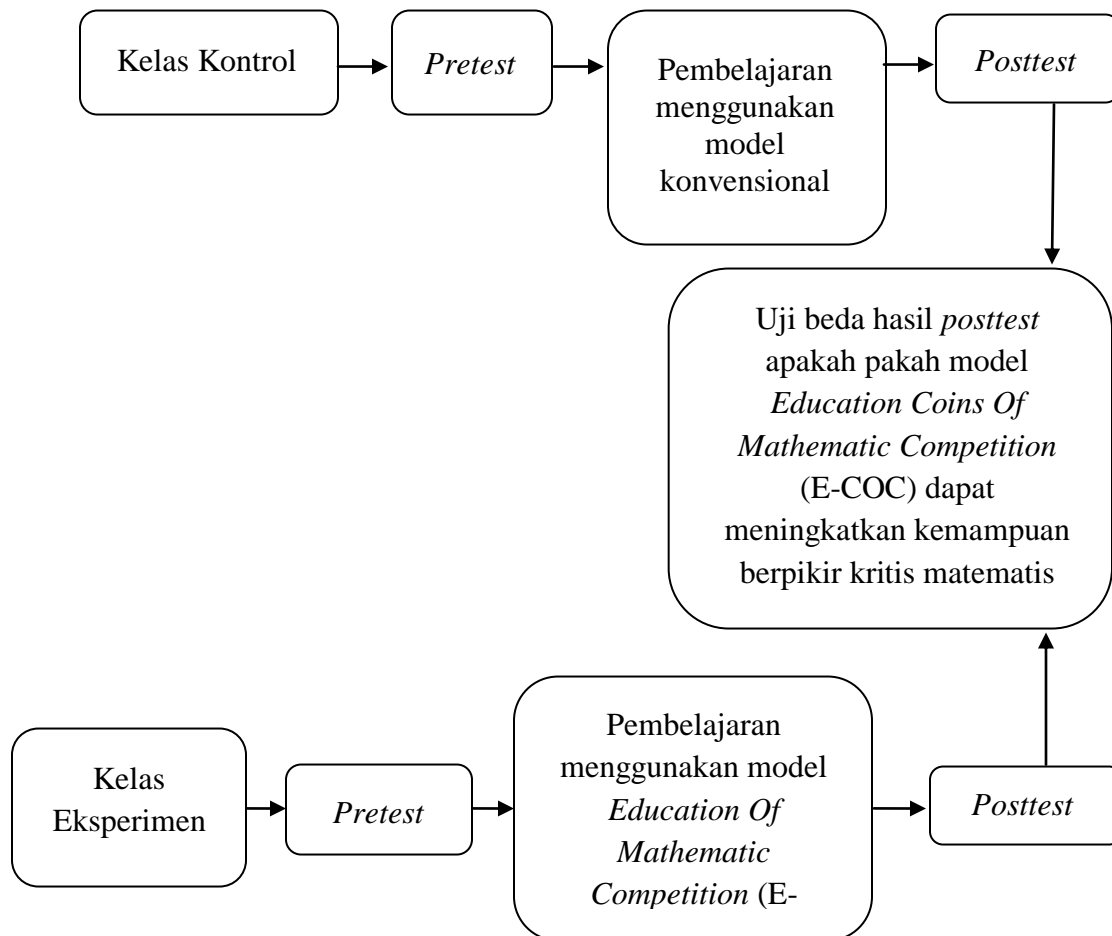 Kelas Kontrol
Pretest
Pembelajaran
menggunakan
model
konvensional
Posttest
Uji beda hasil posttest
apakah pakah model
Education Coins Of
Mathematic Competition
(E-COC) dapat
meningkatkan kemampuan
berpikir kritis matematis
Kelas
Eksperimen
Pretest
Pembelajaran
menggunakan model
Education Of
Mathematic
Competition (E-
Posttest